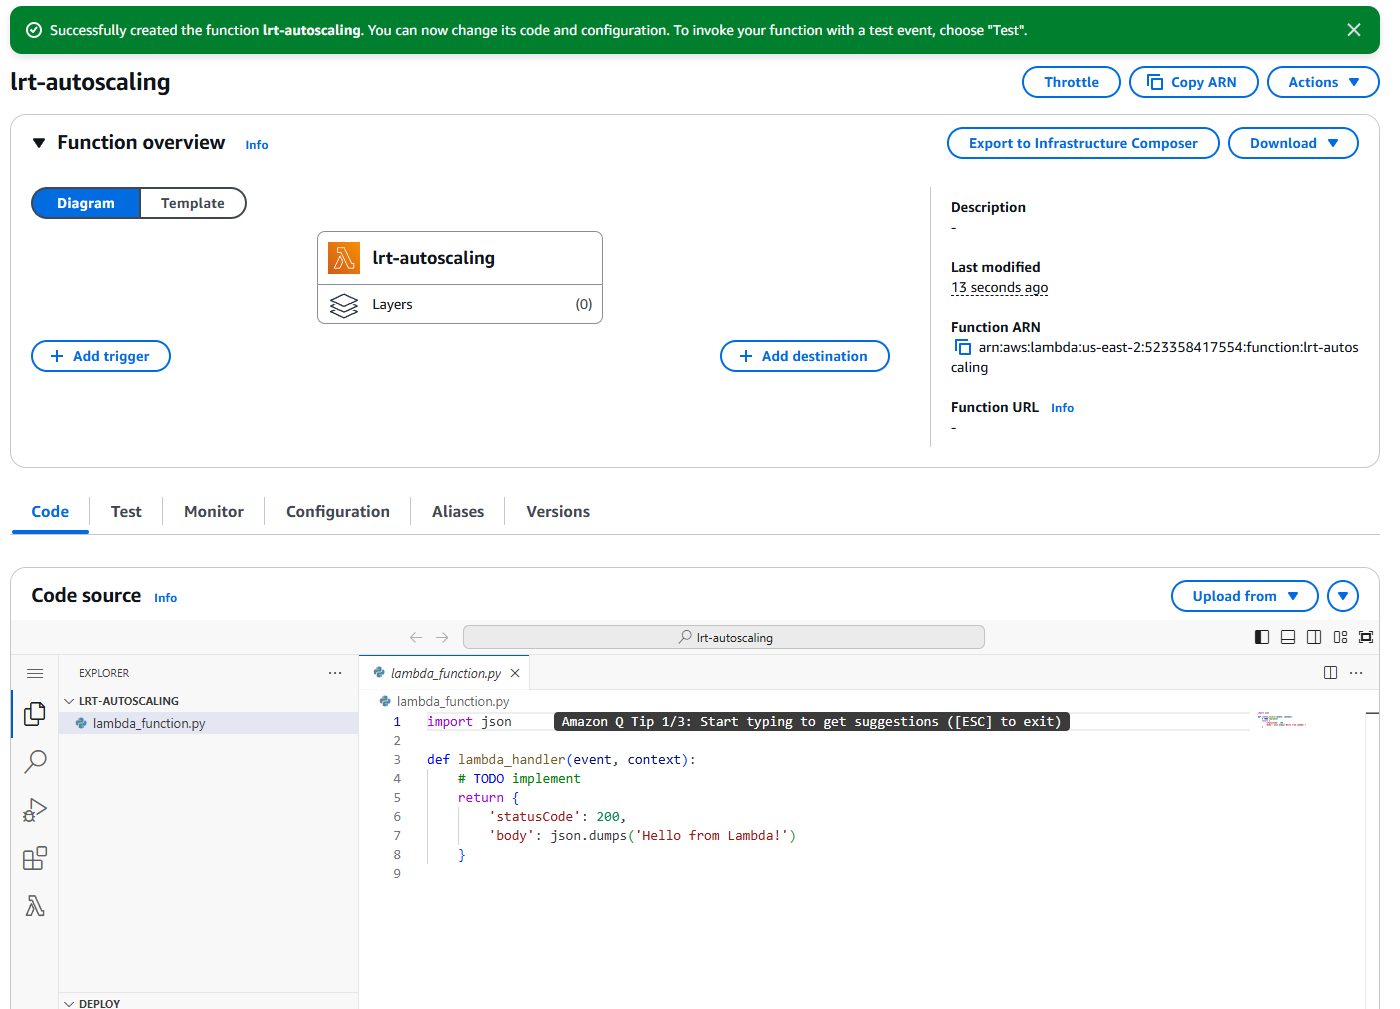 Successfully created the function lrt-autoscaling. You can now change its code and configuration. To invoke your function with a test event, choose "Test".
lrt-autoscaling
Throttle
Copy ARN
Actions
Function overview
Info
Export to Infrastructure Composer
Download
Diagram
Template
lrt-autoscaling
Layers
(0)
Add trigger
Add destination
Description
-
Last modified
13 seconds ago
Function ARN
arn:aws:lambda:us-east-2:523358417554:function:lrt-autos
caling
Function URL Info
-
Code
Test
Monitor
Configuration
Aliases
Versions
Code source
Info
Upload from
lrt-autoscaling
EXPLORER
LRT-AUTOSCALING
lambda_function.py
DEPLOY
lambda_function.py
lambda_function.py
1 import json
Amazon Q Tip 1/3: Start typing to get suggestions ([ESC] to exit)
2
3 def lambda_handler(event, context):
4 # TODO implement
5 return {
6 'statusCode': 200,
7 'body': json.dumps('Hello from Lambda!')
8 }
9